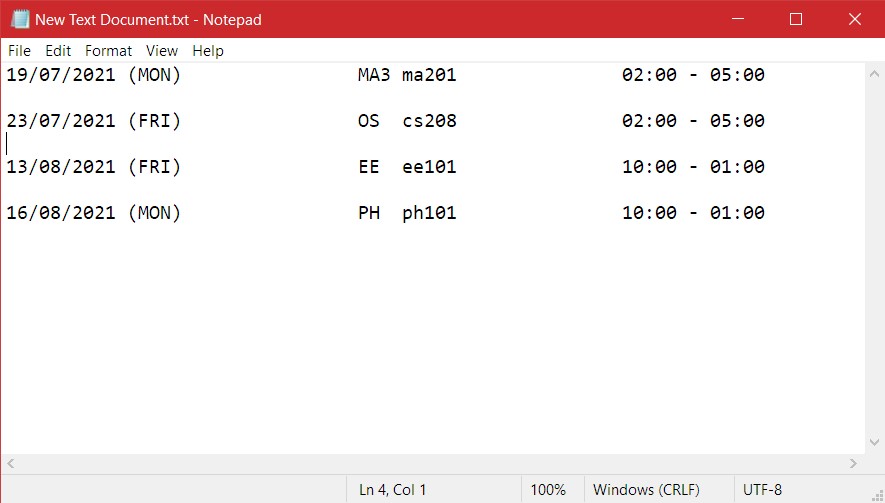 New Text Document.txt - Notepad
File Edit Format View Help
19/07/2021 (MON) MA3 ma201 02:00 - 05:00
23/07/2021 (FRI) OS cs208 02:00 - 05:00
13/08/2021 (FRI) EE ee101 10:00 - 01:00
16/08/2021 (MON) PH ph101 10:00 - 01:00
Ln 4, Col 1 100% Windows (CRLF) UTF-8